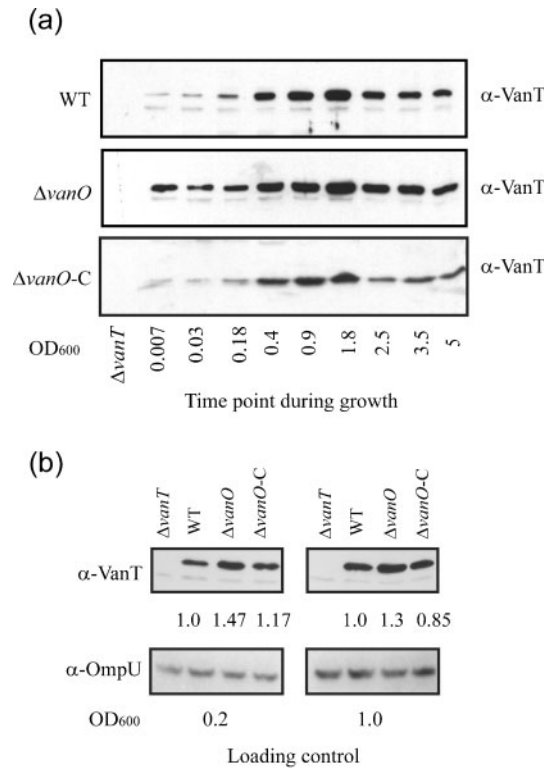 (a)
WT
α-VanT
ΔvanO
α-VanT
ΔvanO-C
α-VanT
OD600
ΔvanT
0.007
0.03
0.18
0.4
0.9
1.8
2.5
3.5
5
Time point during growth
(b)
ΔvanT
WT
ΔvanO
ΔvanO-C
ΔvanT
WT
ΔvanO
ΔvanO-C
α-VanT
1.0 1.47 1.17 1.0 1.3 0.85
α-OmpU
OD600 0.2 1.0
Loading control